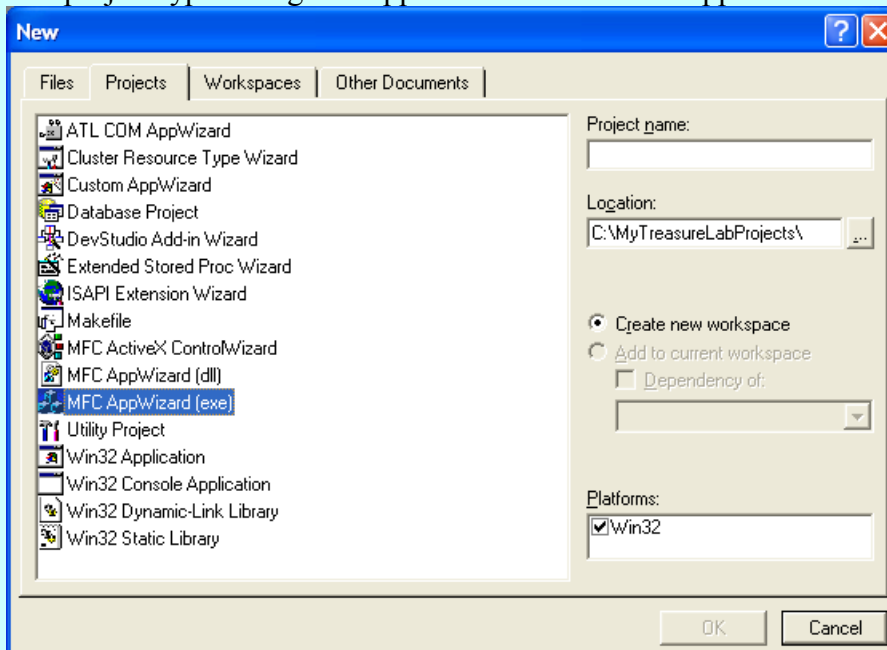 New
Files Projects Workspaces Other Documents
ATL COM AppWizard
Cluster Resource Type Wizard
Custom AppWizard
Database Project
DevStudio Add-in Wizard
Extended Stored Proc Wizard
ISAPI Extension Wizard
Makefile
MFC ActiveX ControlWizard
MFC AppWizard (dll)
MFC AppWizard (exe)
Utility Project
Win32 Application
Win32 Console Application
Win32 Dynamic-Link Library
Win32 Static Library
Project name:
Location:
C:\MyTreasureLabProjects\
...
Create new workspace
Add to current workspace
Dependency of:
Platforms:
Win32
OK Cancel